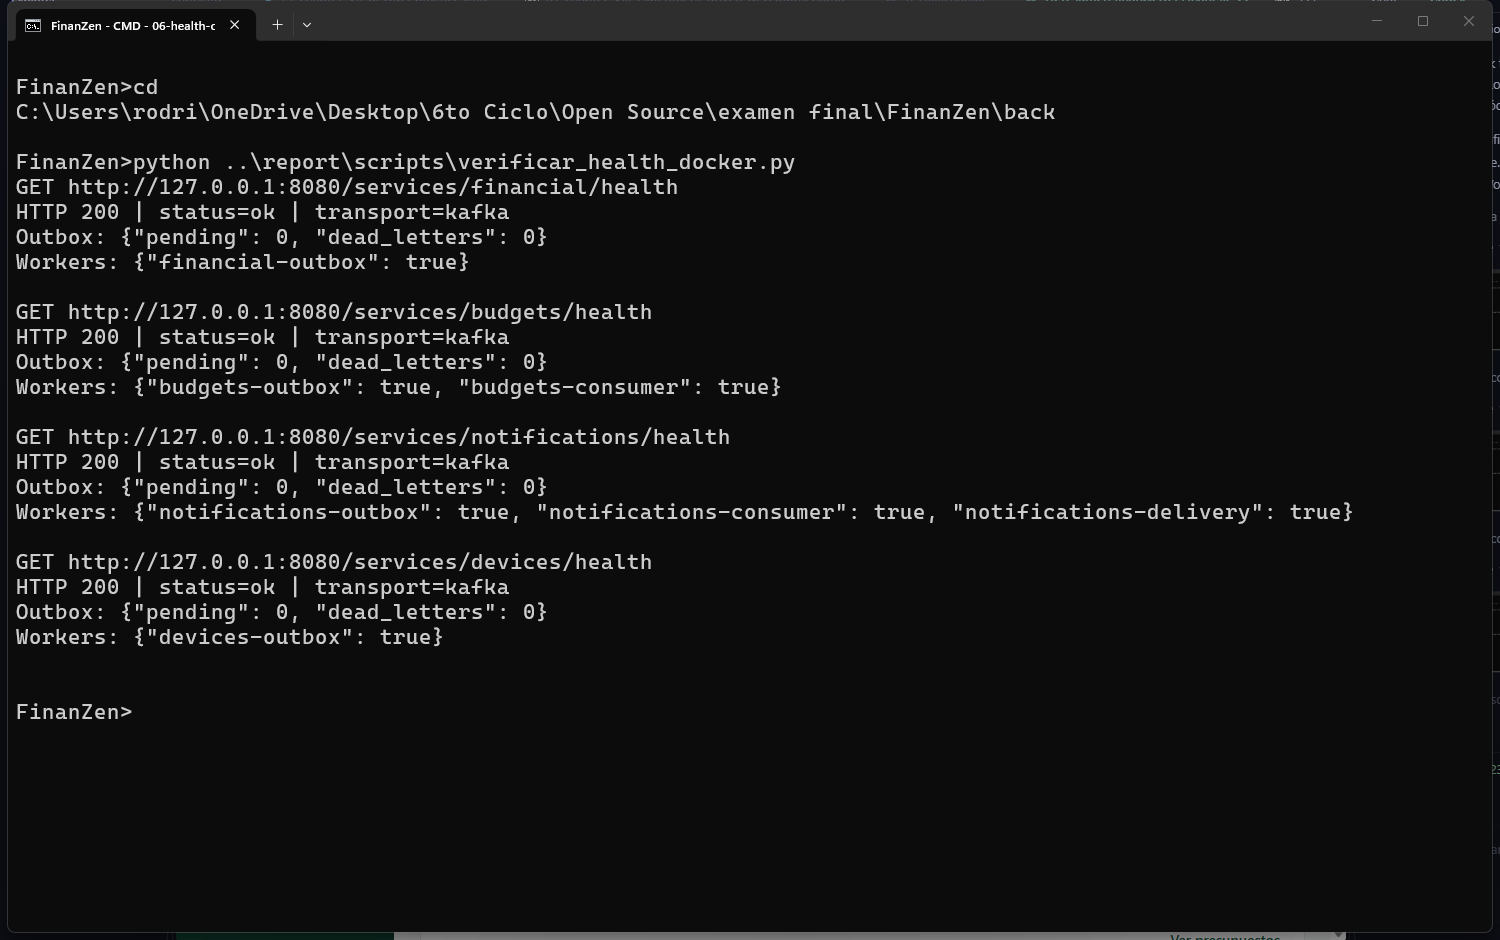 FinanZen - CMD - 06-health-c
FinanZen>cd
C:\Users\rodri\OneDrive\Desktop\6to Ciclo\Open Source\examen final\FinanZen\back
FinanZen>python ..\report\scripts\verificar_health_docker.py
GET http://127.0.0.1:8080/services/financial/health
HTTP 200 | status=ok | transport=kafka
Outbox: {"pending": 0, "dead_letters": 0}
Workers: {"financial-outbox": true}
GET http://127.0.0.1:8080/services/budgets/health
HTTP 200 | status=ok | transport=kafka
Outbox: {"pending": 0, "dead_letters": 0}
Workers: {"budgets-outbox": true, "budgets-consumer": true}
GET http://127.0.0.1:8080/services/notifications/health
HTTP 200 | status=ok | transport=kafka
Outbox: {"pending": 0, "dead_letters": 0}
Workers: {"notifications-outbox": true, "notifications-consumer": true, "notifications-delivery": true}
GET http://127.0.0.1:8080/services/devices/health
HTTP 200 | status=ok | transport=kafka
Outbox: {"pending": 0, "dead_letters": 0}
Workers: {"devices-outbox": true}
FinanZen>
Ver presupuestos